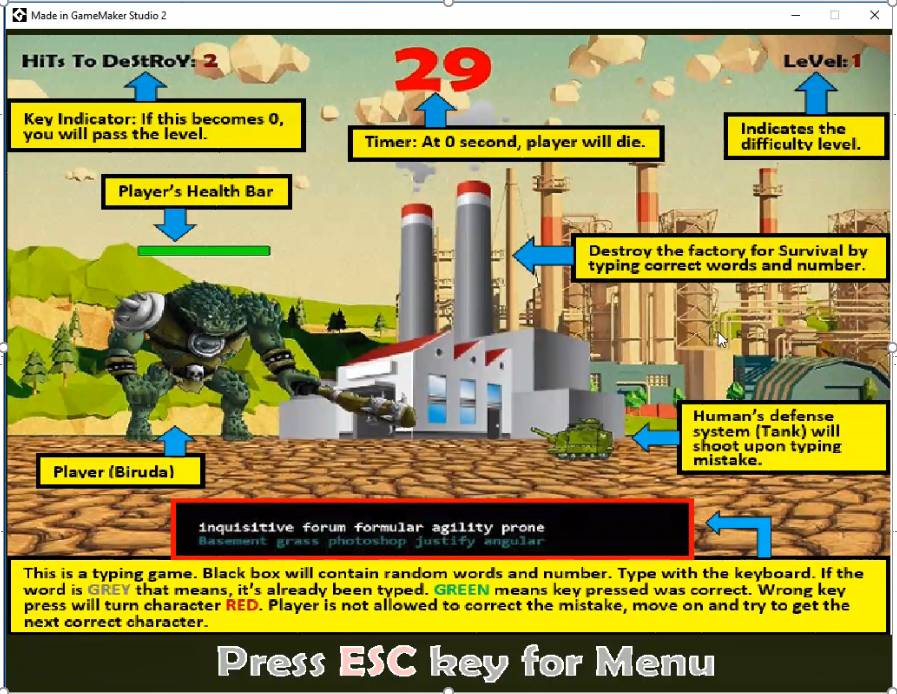 Made in GameMaker Studio 2
HiTs To DeStRoY: 2
29
LeVel: 1
Key Indicator: If this becomes 0,
you will pass the level.
Timer: At 0 second, player will die.
Indicates the
difficulty level.
Player's Health Bar
Destroy the factory for Survival by
typing correct words and number.
Human's defense
system (Tank) will
shoot upon typing
mistake.
Player (Biruda)
inquisitive forum formular agility prone
Basement grass photoshop justify angular
This is a typing game. Black box will contain random words and number. Type with the keyboard. If the
word is GREY that means, it's already been typed. GREEN means key pressed was correct. Wrong key
press will turn character RED. Player is not allowed to correct the mistake, move on and try to get the
next correct character.
Press ESC key for Menu